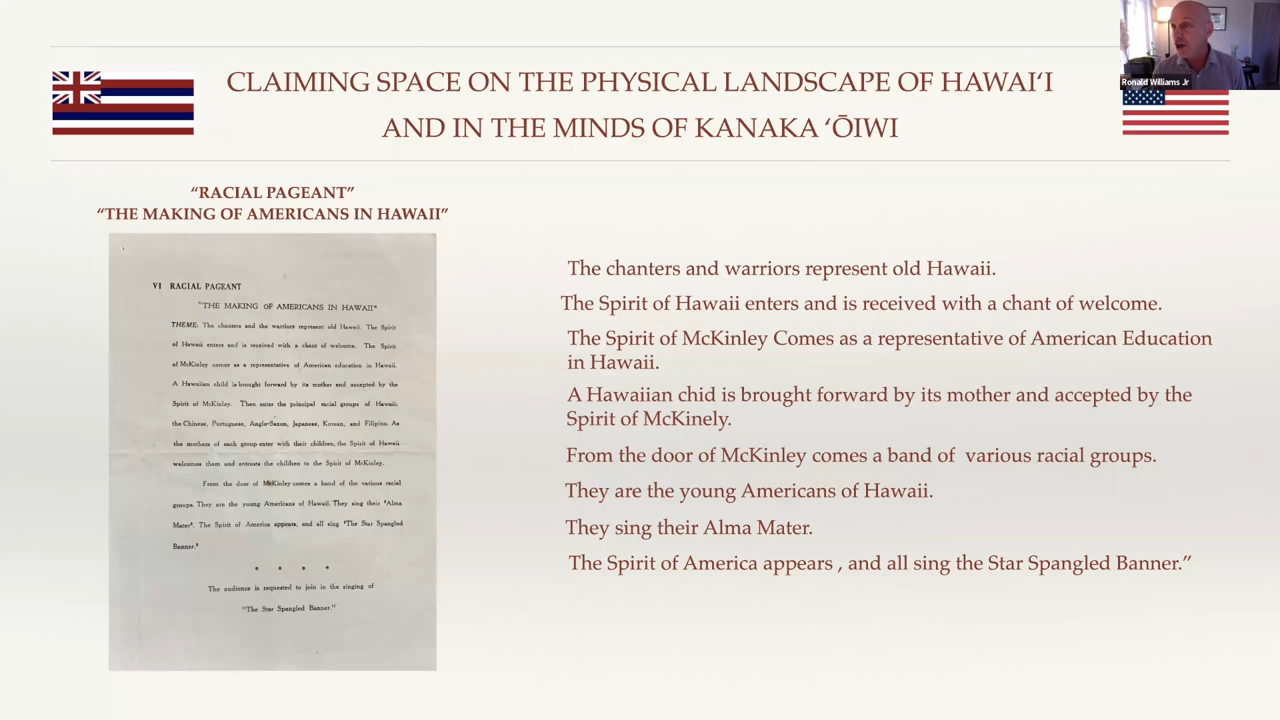 CLAIMING SPACE ON THE PHYSICAL LANDSCAPE OF HAWAIʻI
AND IN THE MINDS OF KANAKA ʻŌIWI
Ronald Williams Jr
“RACIAL PAGEANT”
“THE MAKING OF AMERICANS IN HAWAII”
VI RACIAL PAGEANT
"THE MAKING OF AMERICANS IN HAWAII"
THEME: The chanters and the warriors represent old Hawaii. The Spirit
of Hawaii enters and is received with a chant of welcome. The Spirit
of McKinley comes as a representative of American education in Hawaii.
A Hawaiian child is brought forward by its mother and accepted by the
Spirit of McKinley. Then enter the principal racial groups of Hawaii:
the Chinese, Portuguese, Anglo-Saxon, Japanese, Korean, and Filipino. As
the mothers of each group enter with their children, the Spirit of Hawaii
welcomes them and entrusts the children to the Spirit of McKinley.
From the door of McKinley comes a band of the various racial
groups. They are the young Americans of Hawaii. They sing their "Alma
Mater". The Spirit of America appears, and all sing "The Star Spangled
Banner."
* * * *
The audience is requested to join in the singing of
"The Star Spangled Banner."
The chanters and warriors represent old Hawaii.
The Spirit of Hawaii enters and is received with a chant of welcome.
The Spirit of McKinley Comes as a representative of American Education
in Hawaii.
A Hawaiian chid is brought forward by its mother and accepted by the
Spirit of McKinely.
From the door of McKinley comes a band of various racial groups.
They are the young Americans of Hawaii.
They sing their Alma Mater.
The Spirit of America appears , and all sing the Star Spangled Banner.”